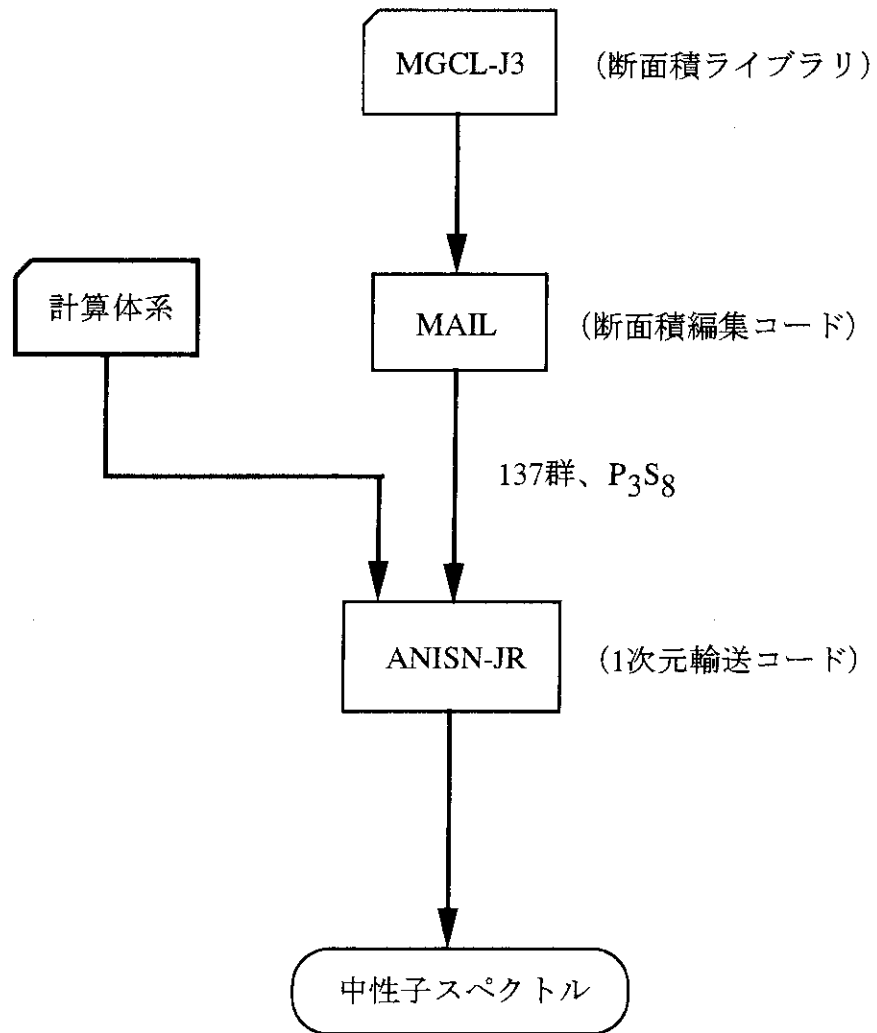 MGCL-J3 (断面積ライブラリ)
計算体系
MAIL (断面積編集コード)
137群、P₃S₈
ANISN-JR (1次元輸送コード)
中性子スペクトル